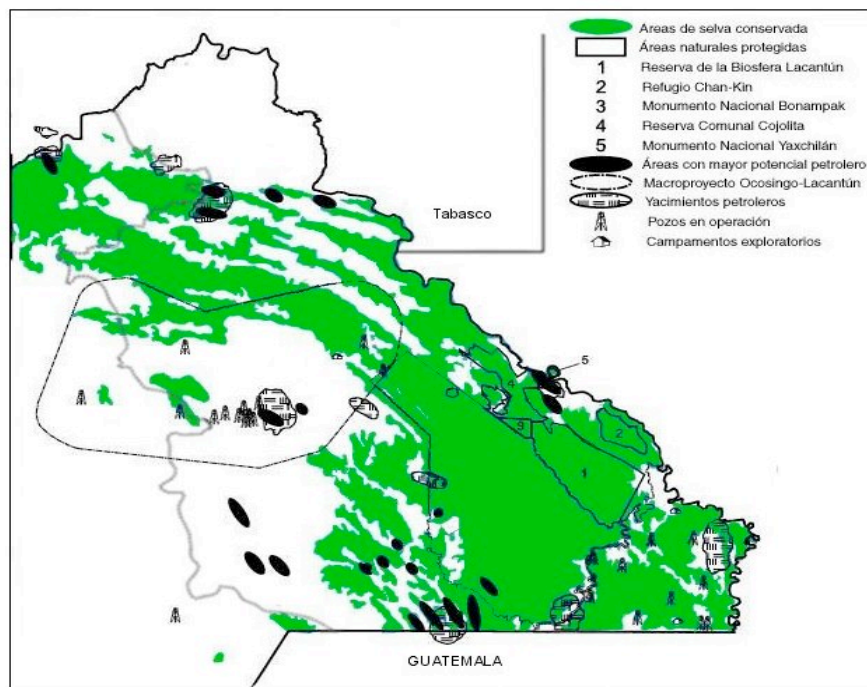 Areas de selva conservada
Áreas naturales protegidas
1 Reserva de la Biosfera Lacantún
2 Refugio Chan-Kin
3 Monumento Nacional Bonampak
4 Reserva Comunal Cojolita
5 Monumento Nacional Yaxchilán
Áreas con mayor potencial petrolero
Macroproyecto Ocosingo-Lacantún
Yacimientos petroleros
Pozos en operación
Campamentos exploratorios
Tabasco
5
4
2
9
1
GUATEMALA